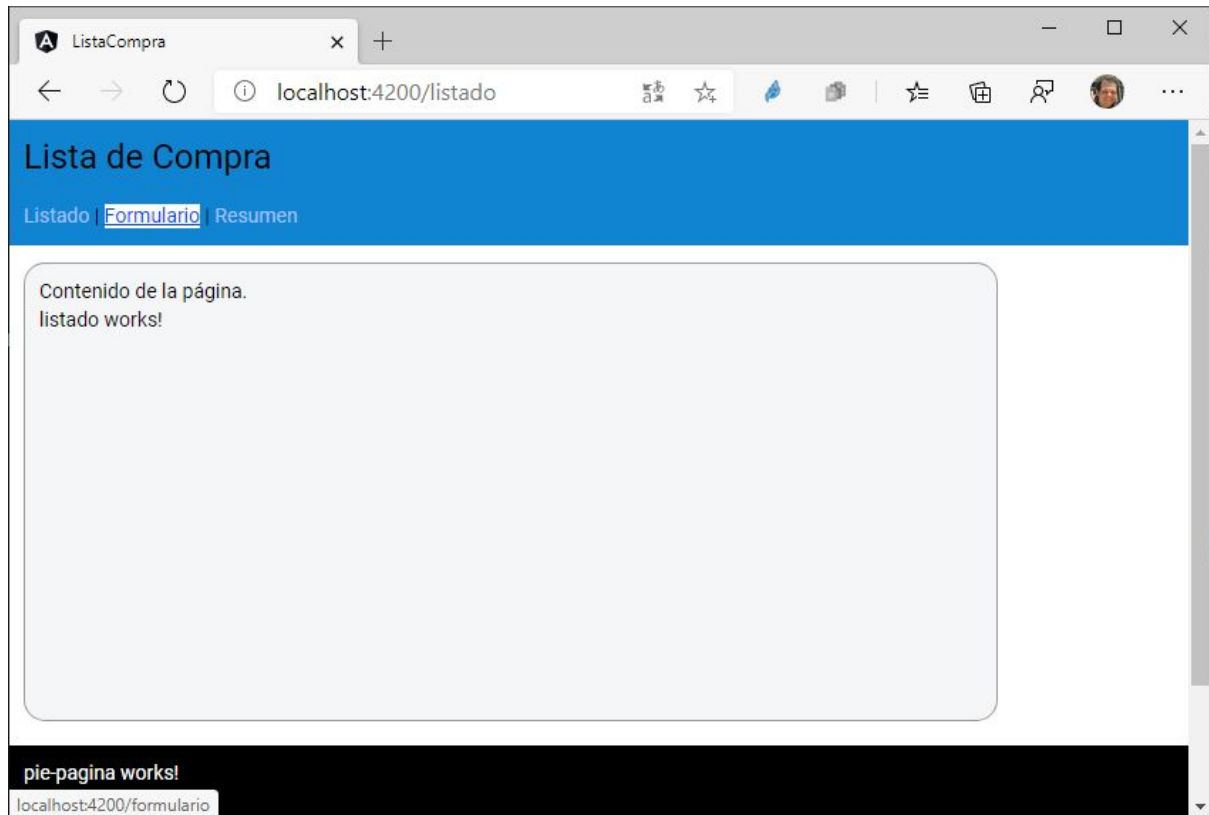 ListaCompra
localhost:4200/listado
Lista de Compra
Listado | Formulario | Resumen
Contenido de la página.
listado works!
pie-pagina works!
localhost:4200/formulario